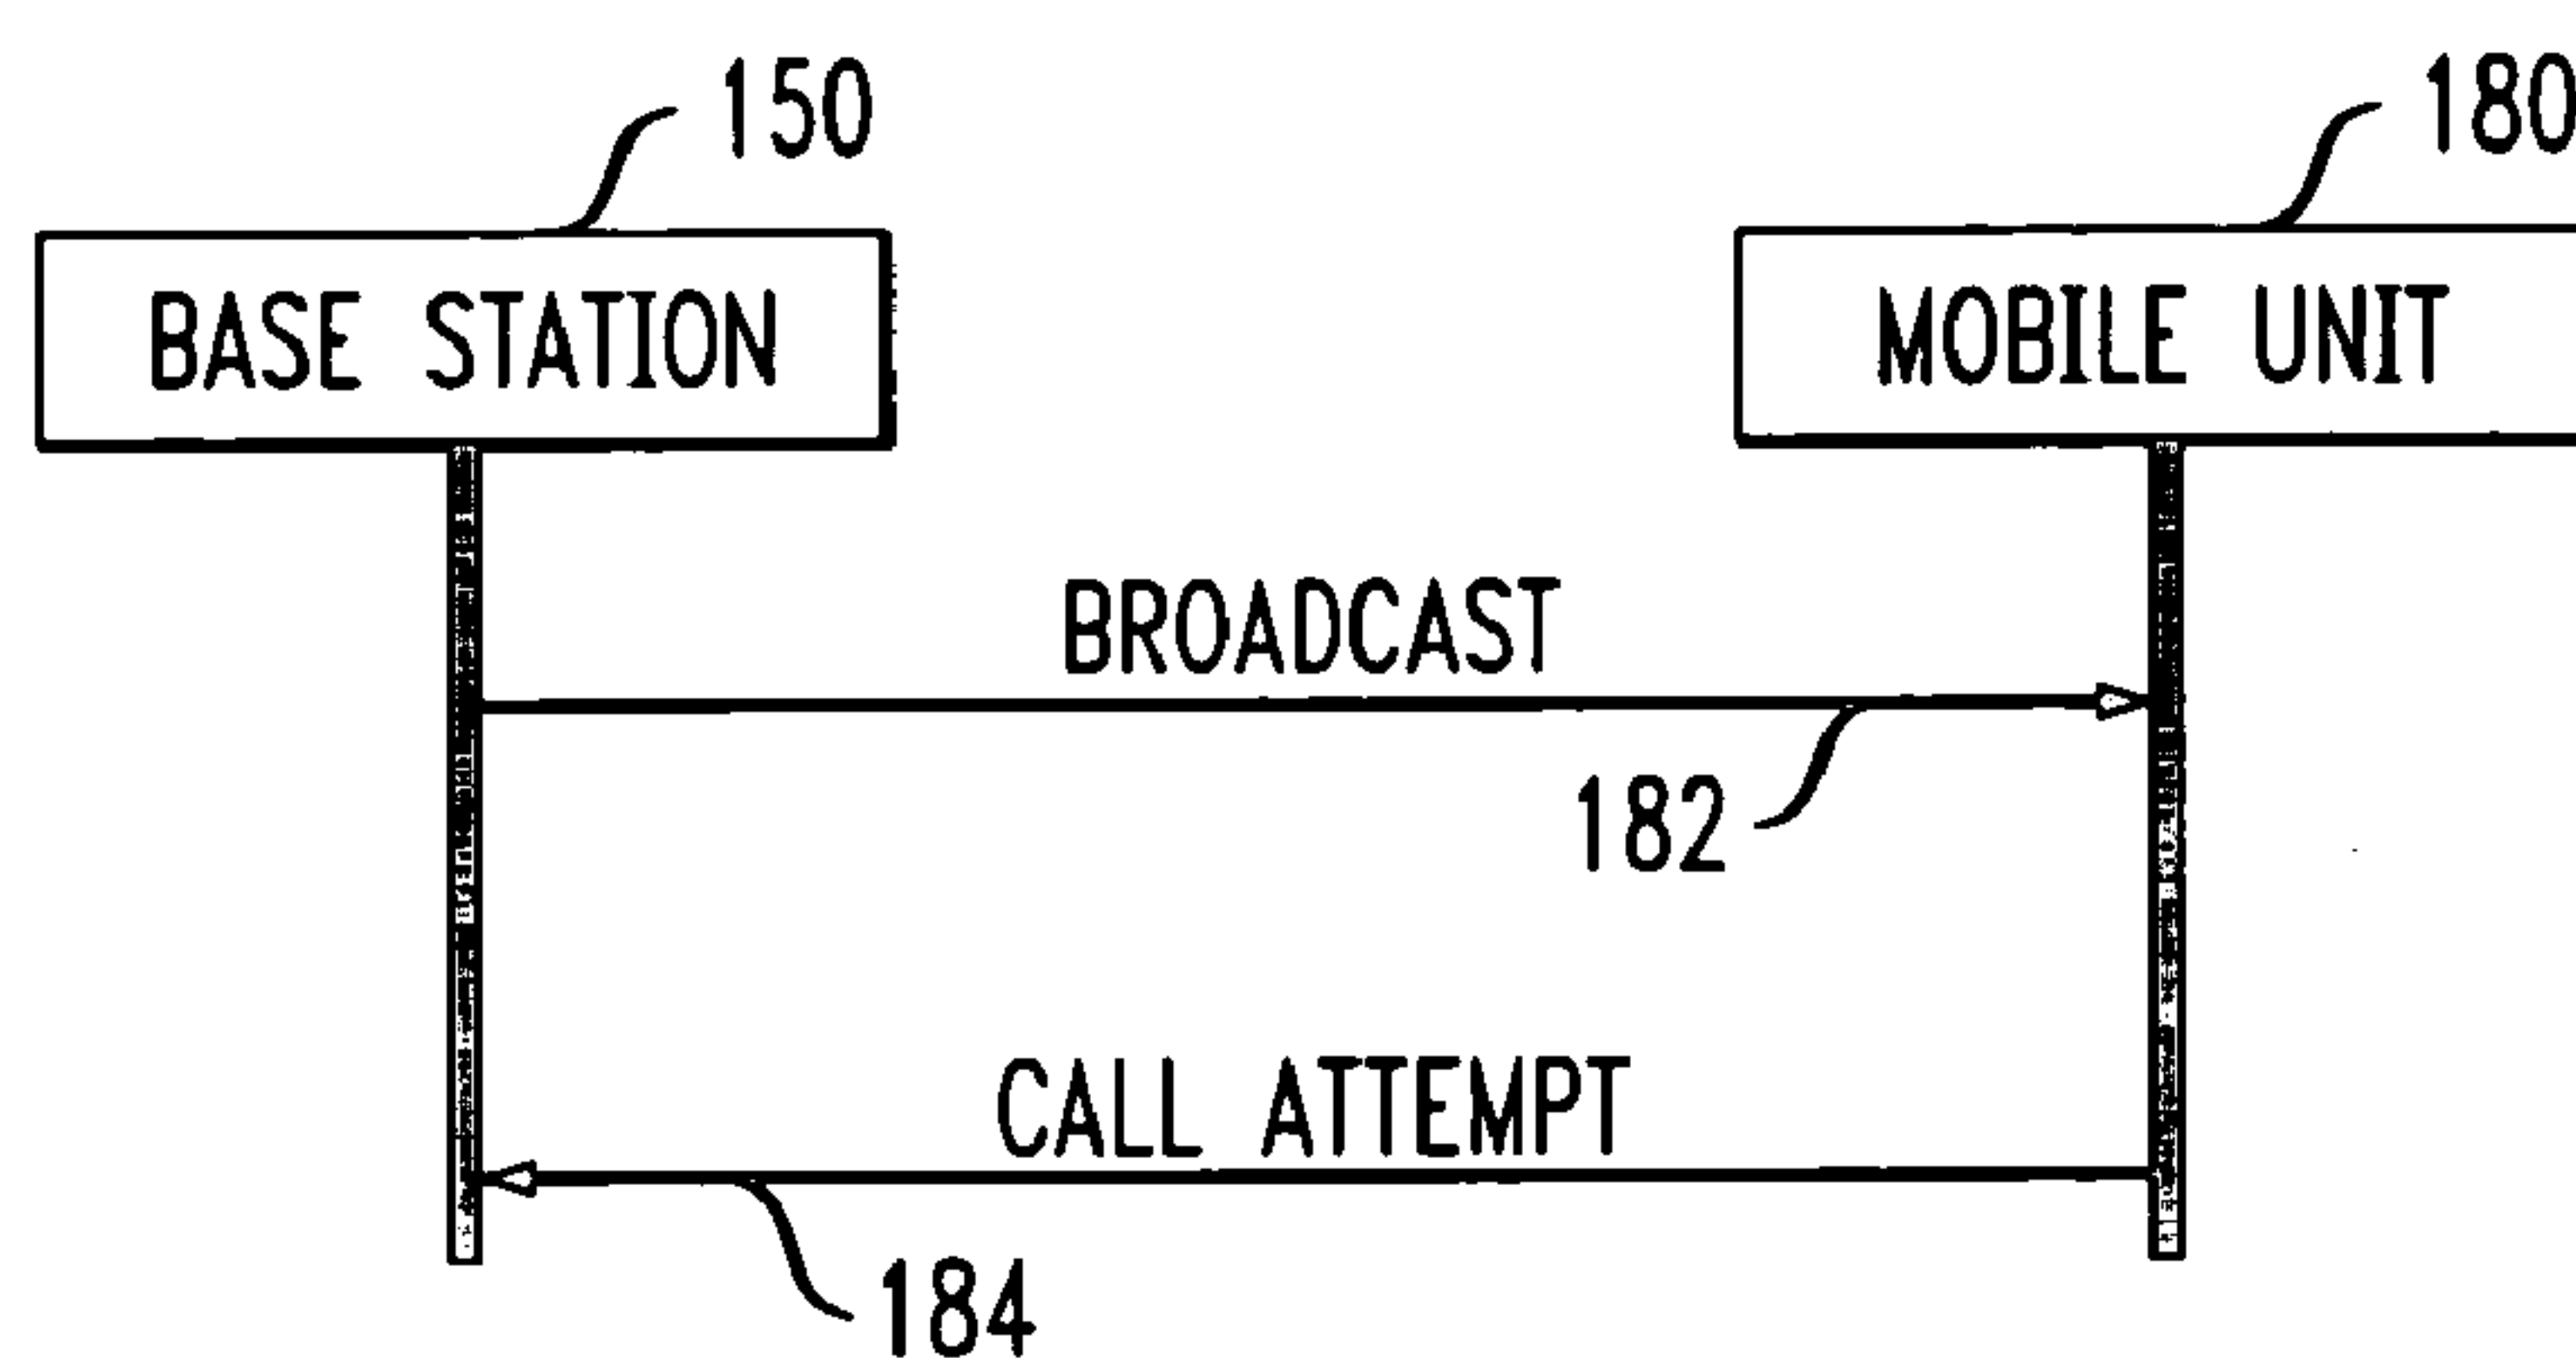 150
180
BASE STATION
MOBILE UNIT
BROADCAST
182
CALL ATTEMPT
184